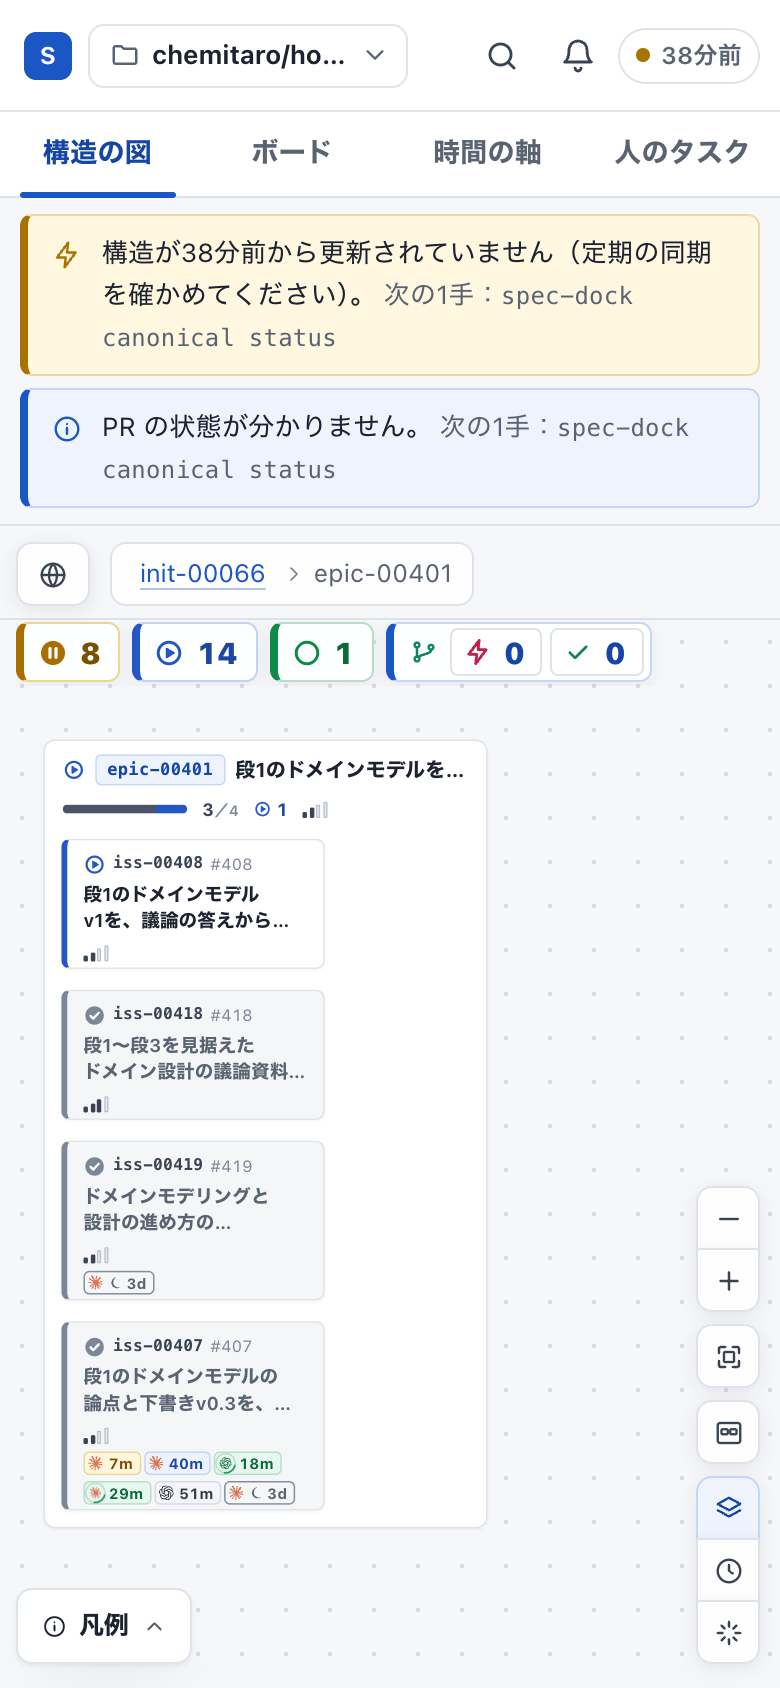 S
chemitaro/ho...
38分前
構造の図
ボード
時間の軸
人のタスク
構造が38分前から更新されていません（定期の同期
を確かめてください）。 次の1手：spec-dock
canonical status
PR の状態が分かりません。 次の1手：spec-dock
canonical status
init-00066 > epic-00401
8
14
1
0
0
epic-00401 段1のドメインモデルを...
3/4 1
iss-00408 #408
段1のドメインモデル
v1を、議論の答えから...
iss-00418 #418
段1〜段3を見据えた
ドメイン設計の議論資料...
iss-00419 #419
ドメインモデリングと
設計の進め方の...
3d
iss-00407 #407
段1のドメインモデルの
論点と下書きv0.3を、...
7m 40m 18m
29m 51m 3d
凡例